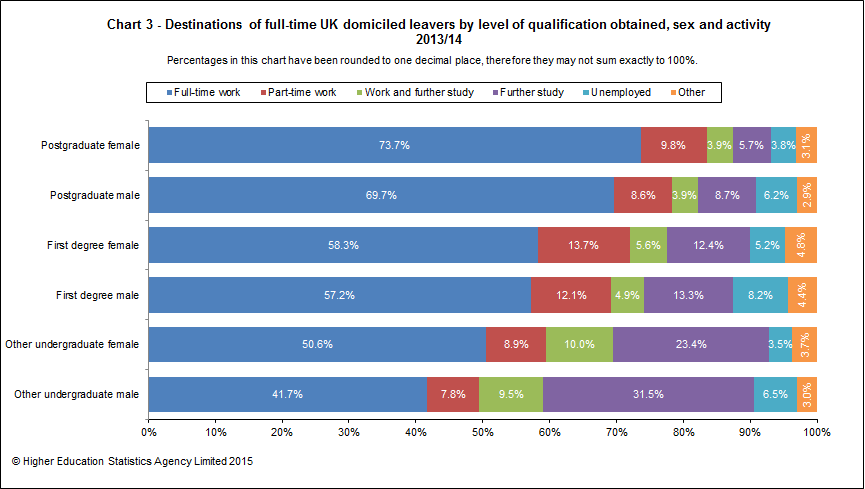 Chart 3 - Destinations of full-time UK domiciled leavers by level of qualification obtained, sex and activity
2013/14
Percentages in this chart have been rounded to one decimal place, therefore they may not sum exactly to 100%.
Full-time work Part-time work Work and further study Further study Unemployed Other
Postgraduate female 73.7% 9.8% 3.9% 5.7% 3.8% 3.1%
Postgraduate male 69.7% 8.6% 3.9% 8.7% 6.2% 2.9%
First degree female 58.3% 13.7% 5.6% 12.4% 5.2% 4.8%
First degree male 57.2% 12.1% 4.9% 13.3% 8.2% 4.4%
Other undergraduate female 50.6% 8.9% 10.0% 23.4% 3.5% 3.7%
Other undergraduate male 41.7% 7.8% 9.5% 31.5% 6.5% 3.0%
0% 10% 20% 30% 40% 50% 60% 70% 80% 90% 100%
© Higher Education Statistics Agency Limited 2015